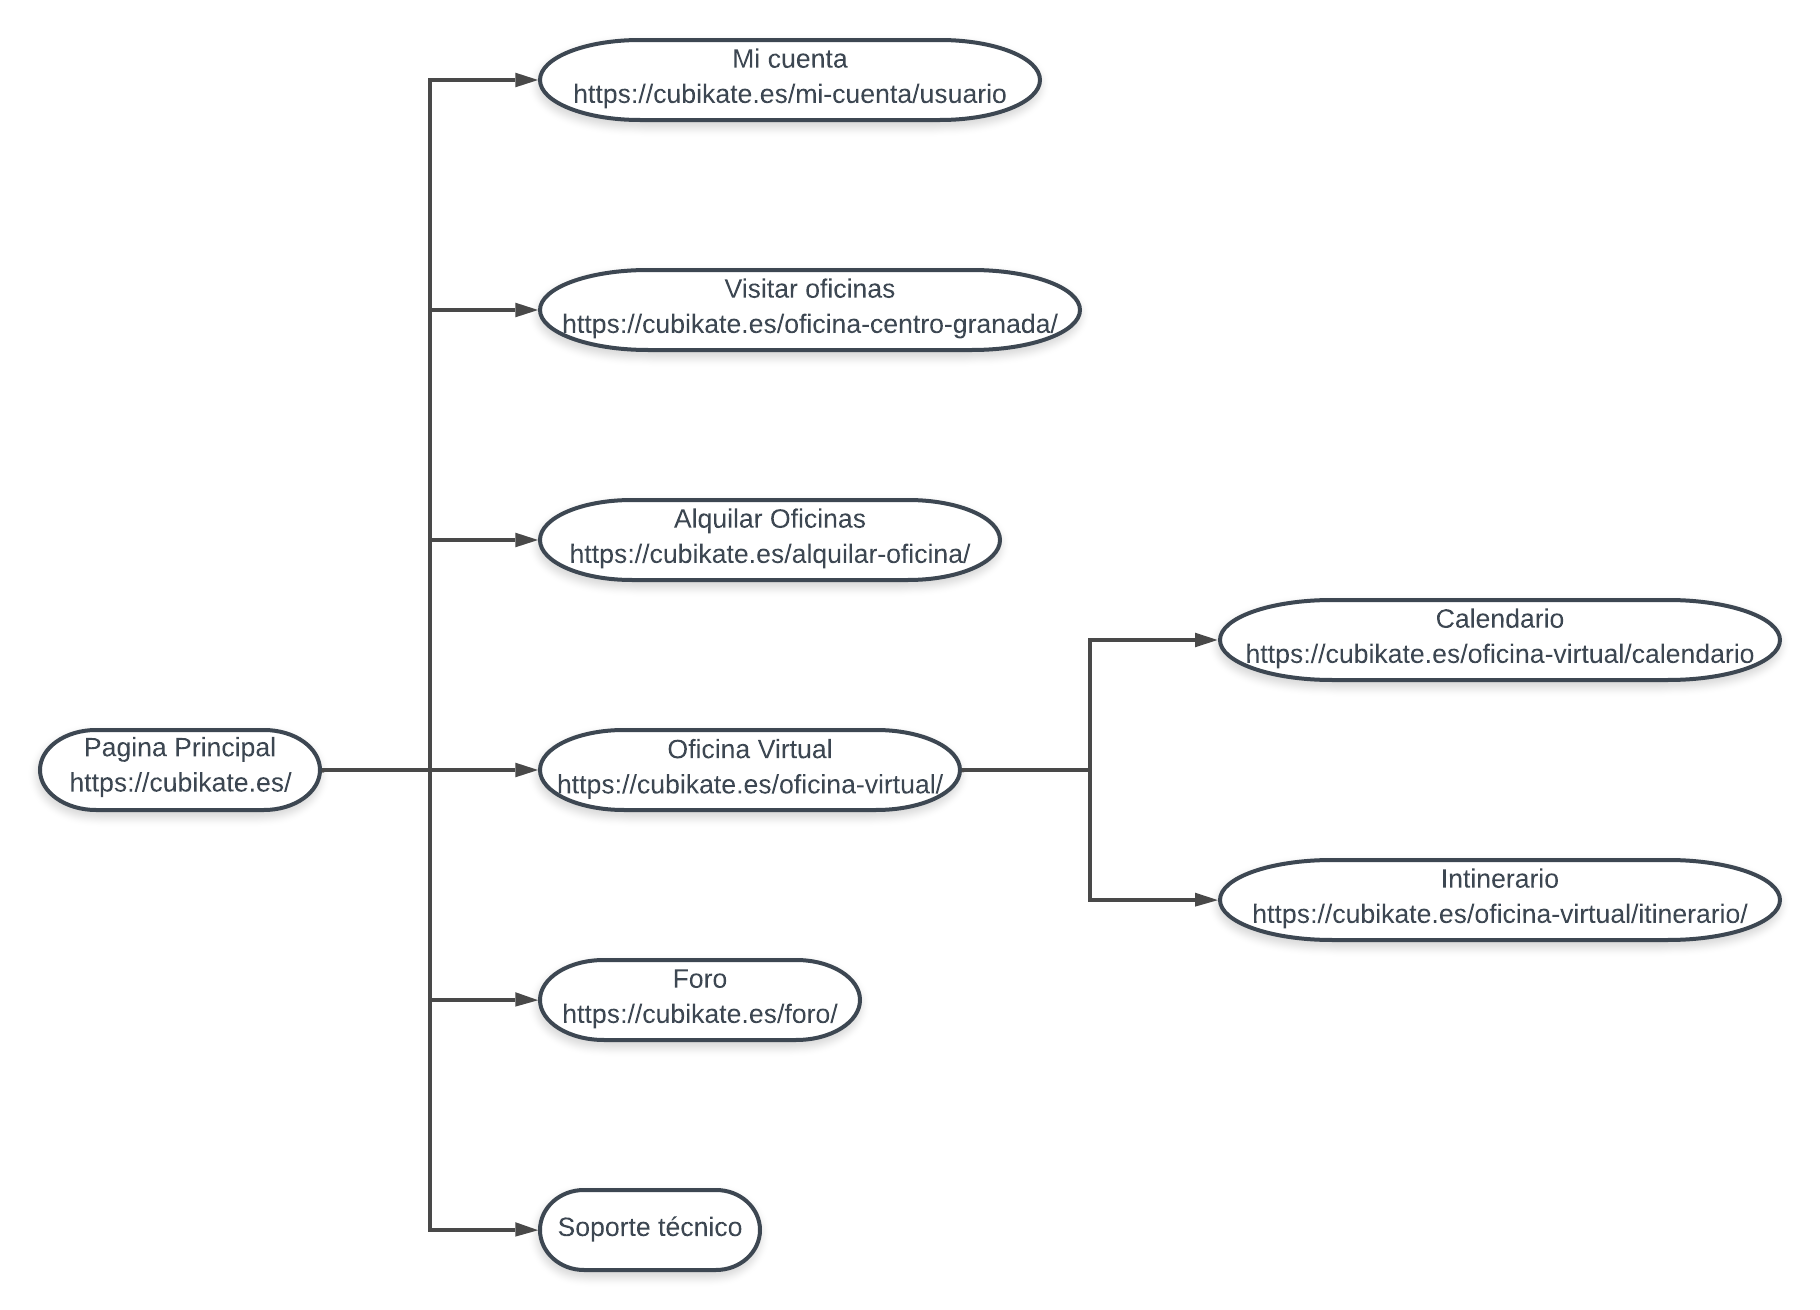 Mi cuenta
https://cubikate.es/mi-cuenta/usuario
Visitar oficinas
https://cubikate.es/oficina-centro-granada/
Alquilar Oficinas
https://cubikate.es/alquilar-oficina/
Calendario
https://cubikate.es/oficina-virtual/calendario
Pagina Principal
https://cubikate.es/
Oficina Virtual
https://cubikate.es/oficina-virtual/
Intinerario
https://cubikate.es/oficina-virtual/itinerario/
Foro
https://cubikate.es/foro/
Soporte técnico